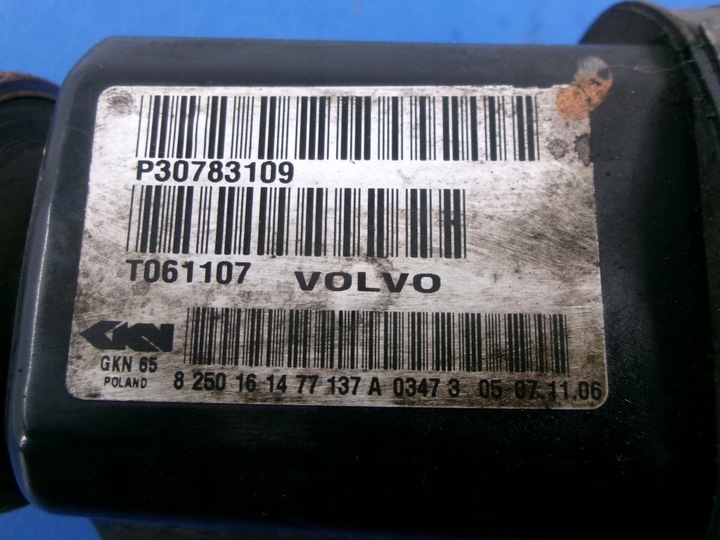 P30783109
T061107 VOLVO
GKN
GKN 65
POLAND
8 250 16 14 77 137 A 0347 3 05 07.11.06